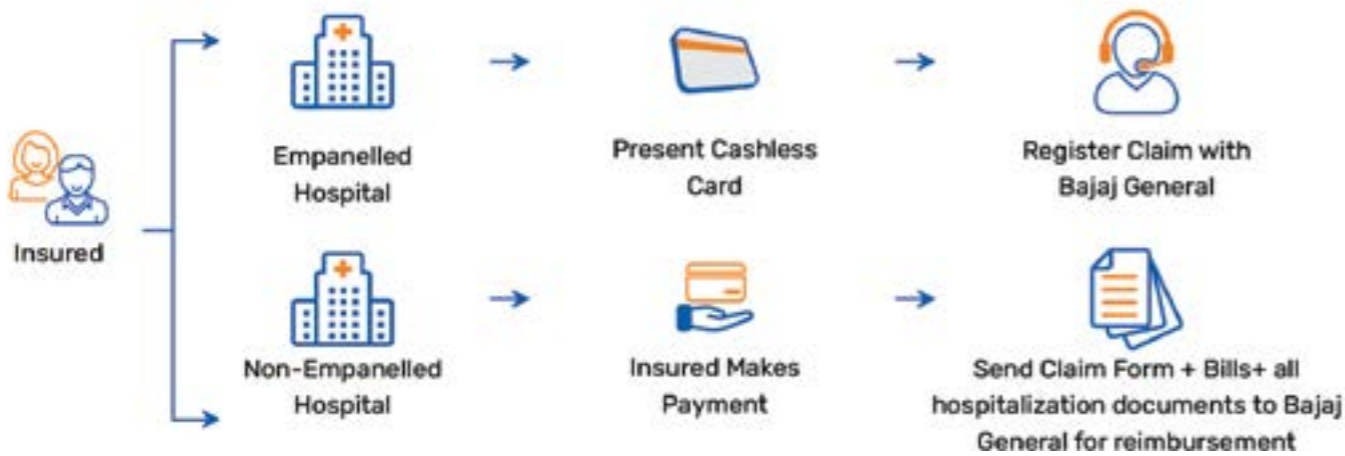 Insured
Empanelled
Hospital
Present Cashless
Card
Register Claim with
Bajaj General
Non-Empanelled
Hospital
Insured Makes
Payment
Send Claim Form + Bills+ all
hospitalization documents to Bajaj
General for reimbursement